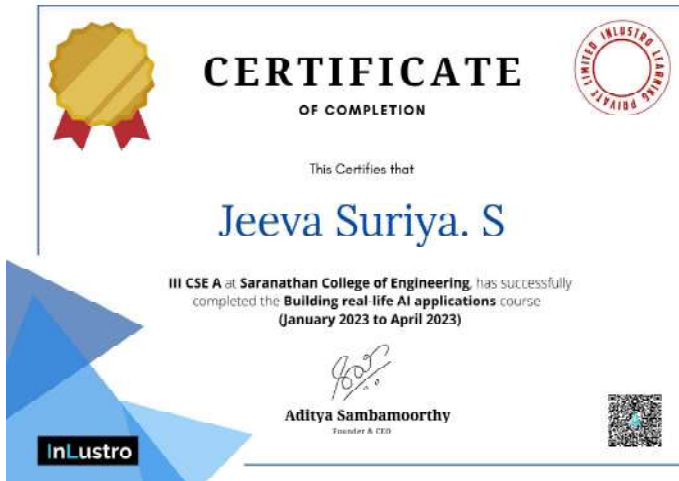 CERTIFICATE
OF COMPLETION
INLUSTRO LEARNING PRIVATE LIMITED
This Certifies that
Jeeva Suriya. S
III CSE A at Saranathan College of Engineering, has successfully
completed the Building real-life AI applications course
(January 2023 to April 2023)
Aditya Sambamoorthy
Founder & CEO
InLustro